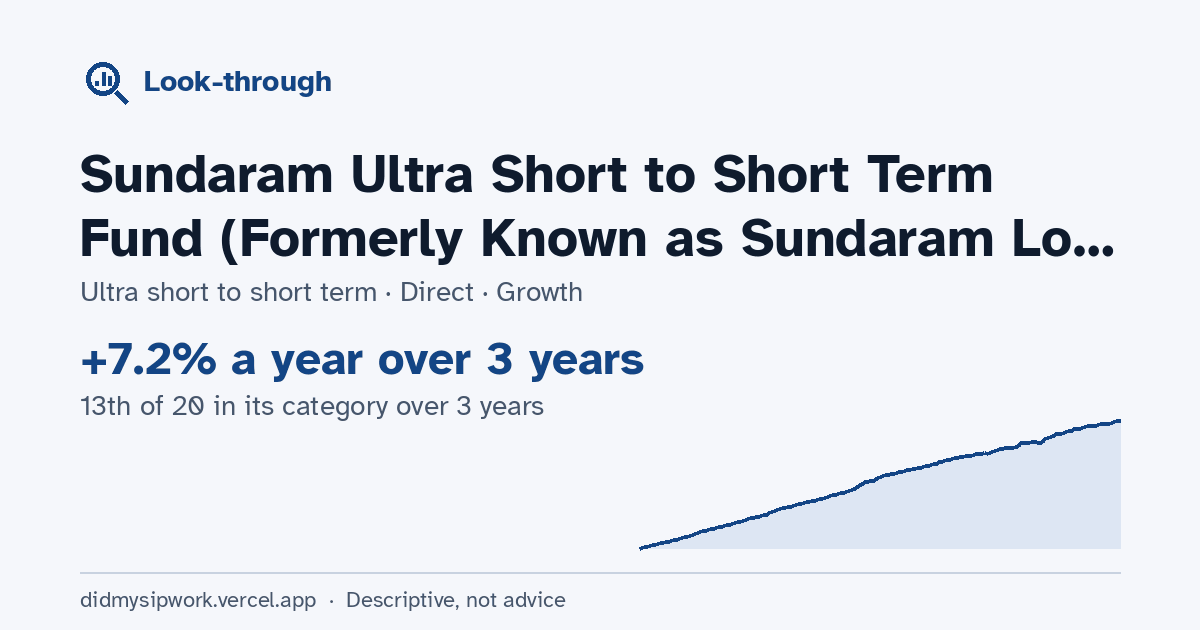 Look-through
Sundaram Ultra Short to Short Term
Fund (Formerly Known as Sundaram Lo...
Ultra short to short term · Direct · Growth
+7.2% a year over 3 years
13th of 20 in its category over 3 years
didmysipwork.vercel.app · Descriptive, not advice